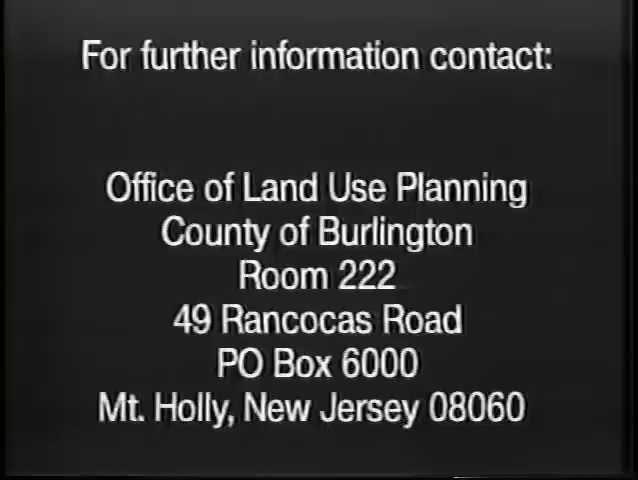 For further information contact:
Office of Land Use Planning
County of Burlington
Room 222
49 Rancocas Road
PO Box 6000
Mt. Holly, New Jersey 08060